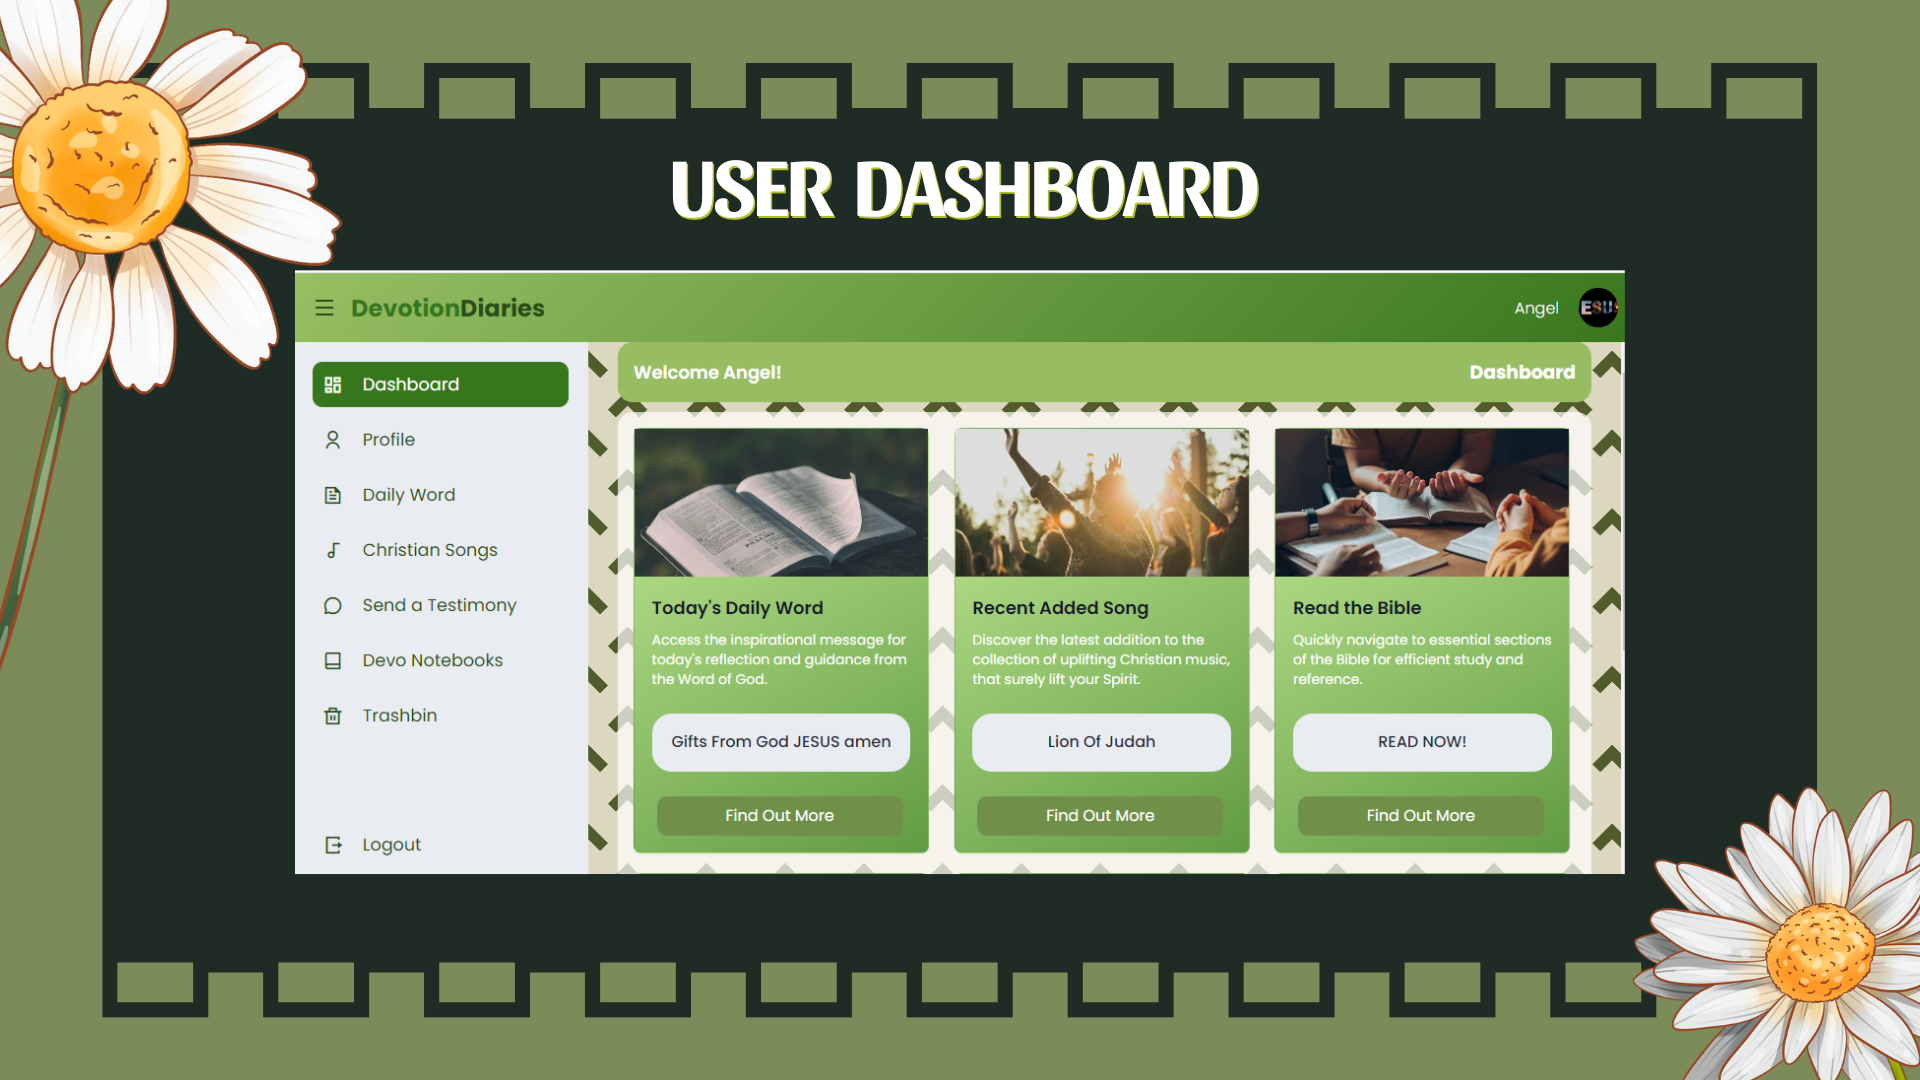 USER DASHBOARD
DevotionDiaries
Angel
ESUS
Dashboard
Profile
Daily Word
Christian Songs
Send a Testimony
Devo Notebooks
Trashbin
Logout
Welcome Angel!
Dashboard
PSALMS
Today's Daily Word
Access the inspirational message for
today's reflection and guidance from
the Word of God.
Gifts From God JESUS amen
Find Out More
Recent Added Song
Discover the latest addition to the
collection of uplifting Christian music,
that surely lift your Spirit.
Lion Of Judah
Find Out More
Read the Bible
Quickly navigate to essential sections
of the Bible for efficient study and
reference.
READ NOW!
Find Out More